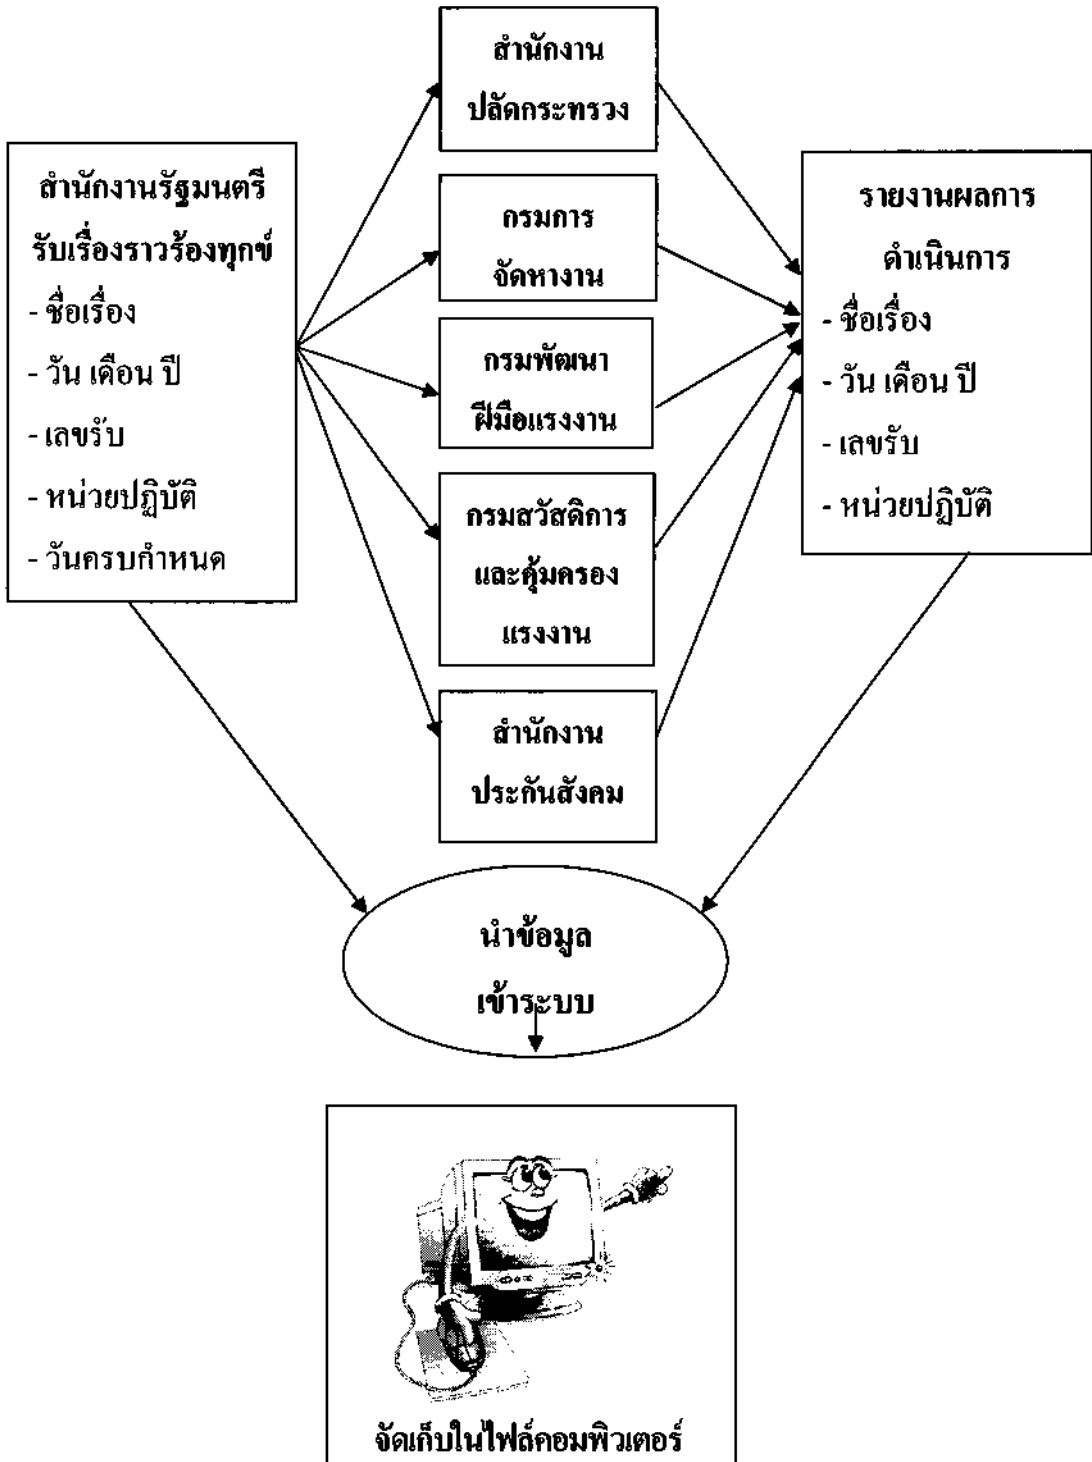 สำนักงานรัฐมนตรี
รับเรื่องราวร้องทุกข์
- ชื่อเรื่อง
- วัน เดือน ปี
- เลขรับ
- หน่วยปฏิบัติ
- วันครบกำหนด
สำนักงาน
ปลัดกระทรวง
กรมการ
จัดหางาน
กรมพัฒนา
ฝีมือแรงงาน
กรมสวัสดิการ
และคุ้มครอง
แรงงาน
สำนักงาน
ประกันสังคม
รายงานผลการ
ดำเนินการ
- ชื่อเรื่อง
- วัน เดือน ปี
- เลขรับ
- หน่วยปฏิบัติ
นำข้อมูล
เข้าระบบ
จัดเก็บในไฟล์คอมพิวเตอร์